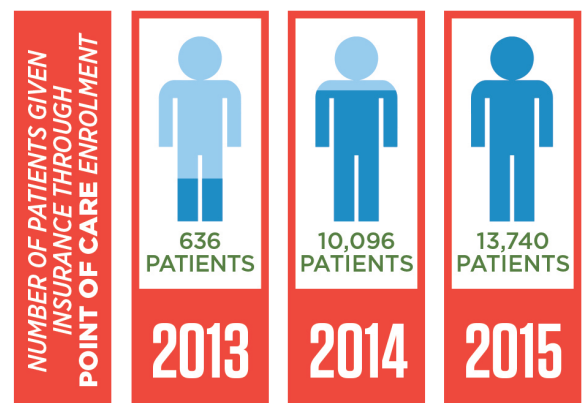 NUMBER OF PATIENTS GIVEN
INSURANCE THROUGH
POINT OF CARE ENROLMENT
636
PATIENTS
2013
10,096
PATIENTS
2014
13,740
PATIENTS
2015